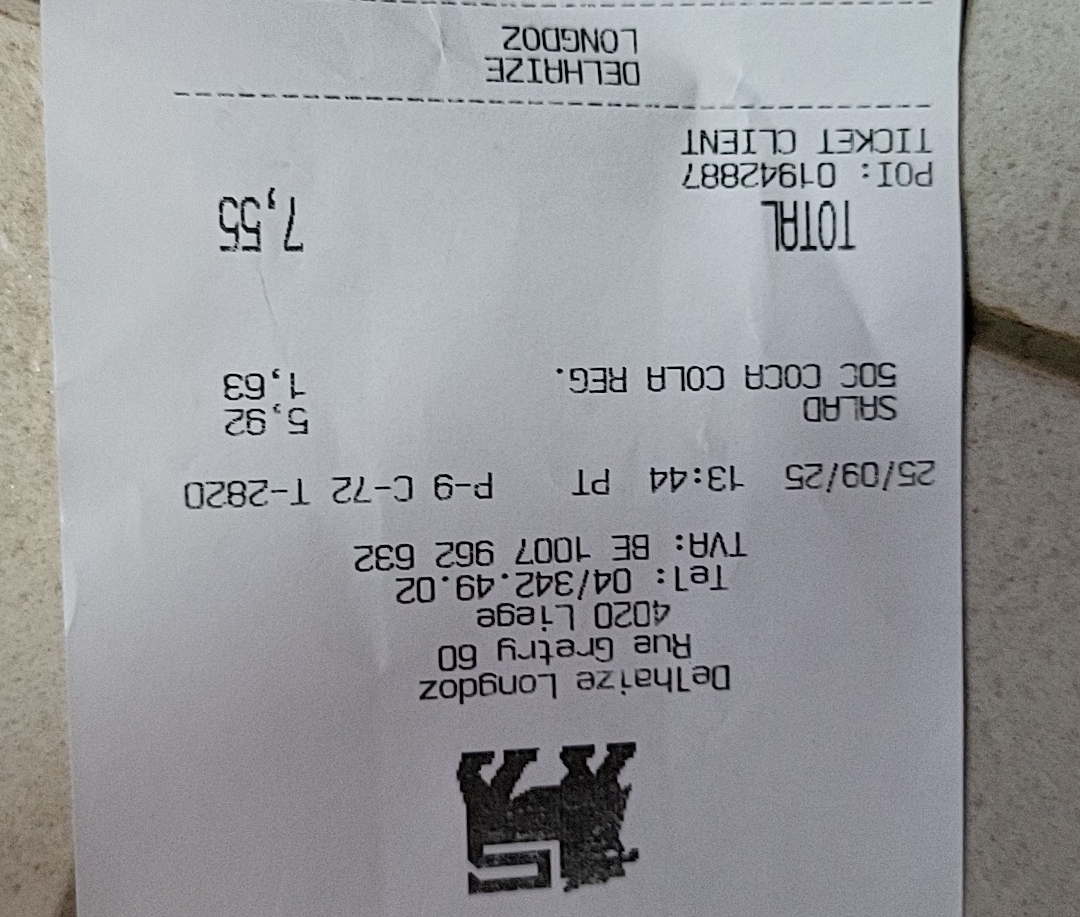 Delhaize Longdoz
Rue Gretry 60
4020 Liege
Tel: 04/342.49.02
TVA: BE 1007 962 632
25/09/25 13:44 PT P-9 C-72 T-2820
SALAD 5,92
50C COCA COLA REG. 1,63
TOTAL 7,55
POI: 01942887
TICKET CLIENT
DELHAIZE
LONGDOZ